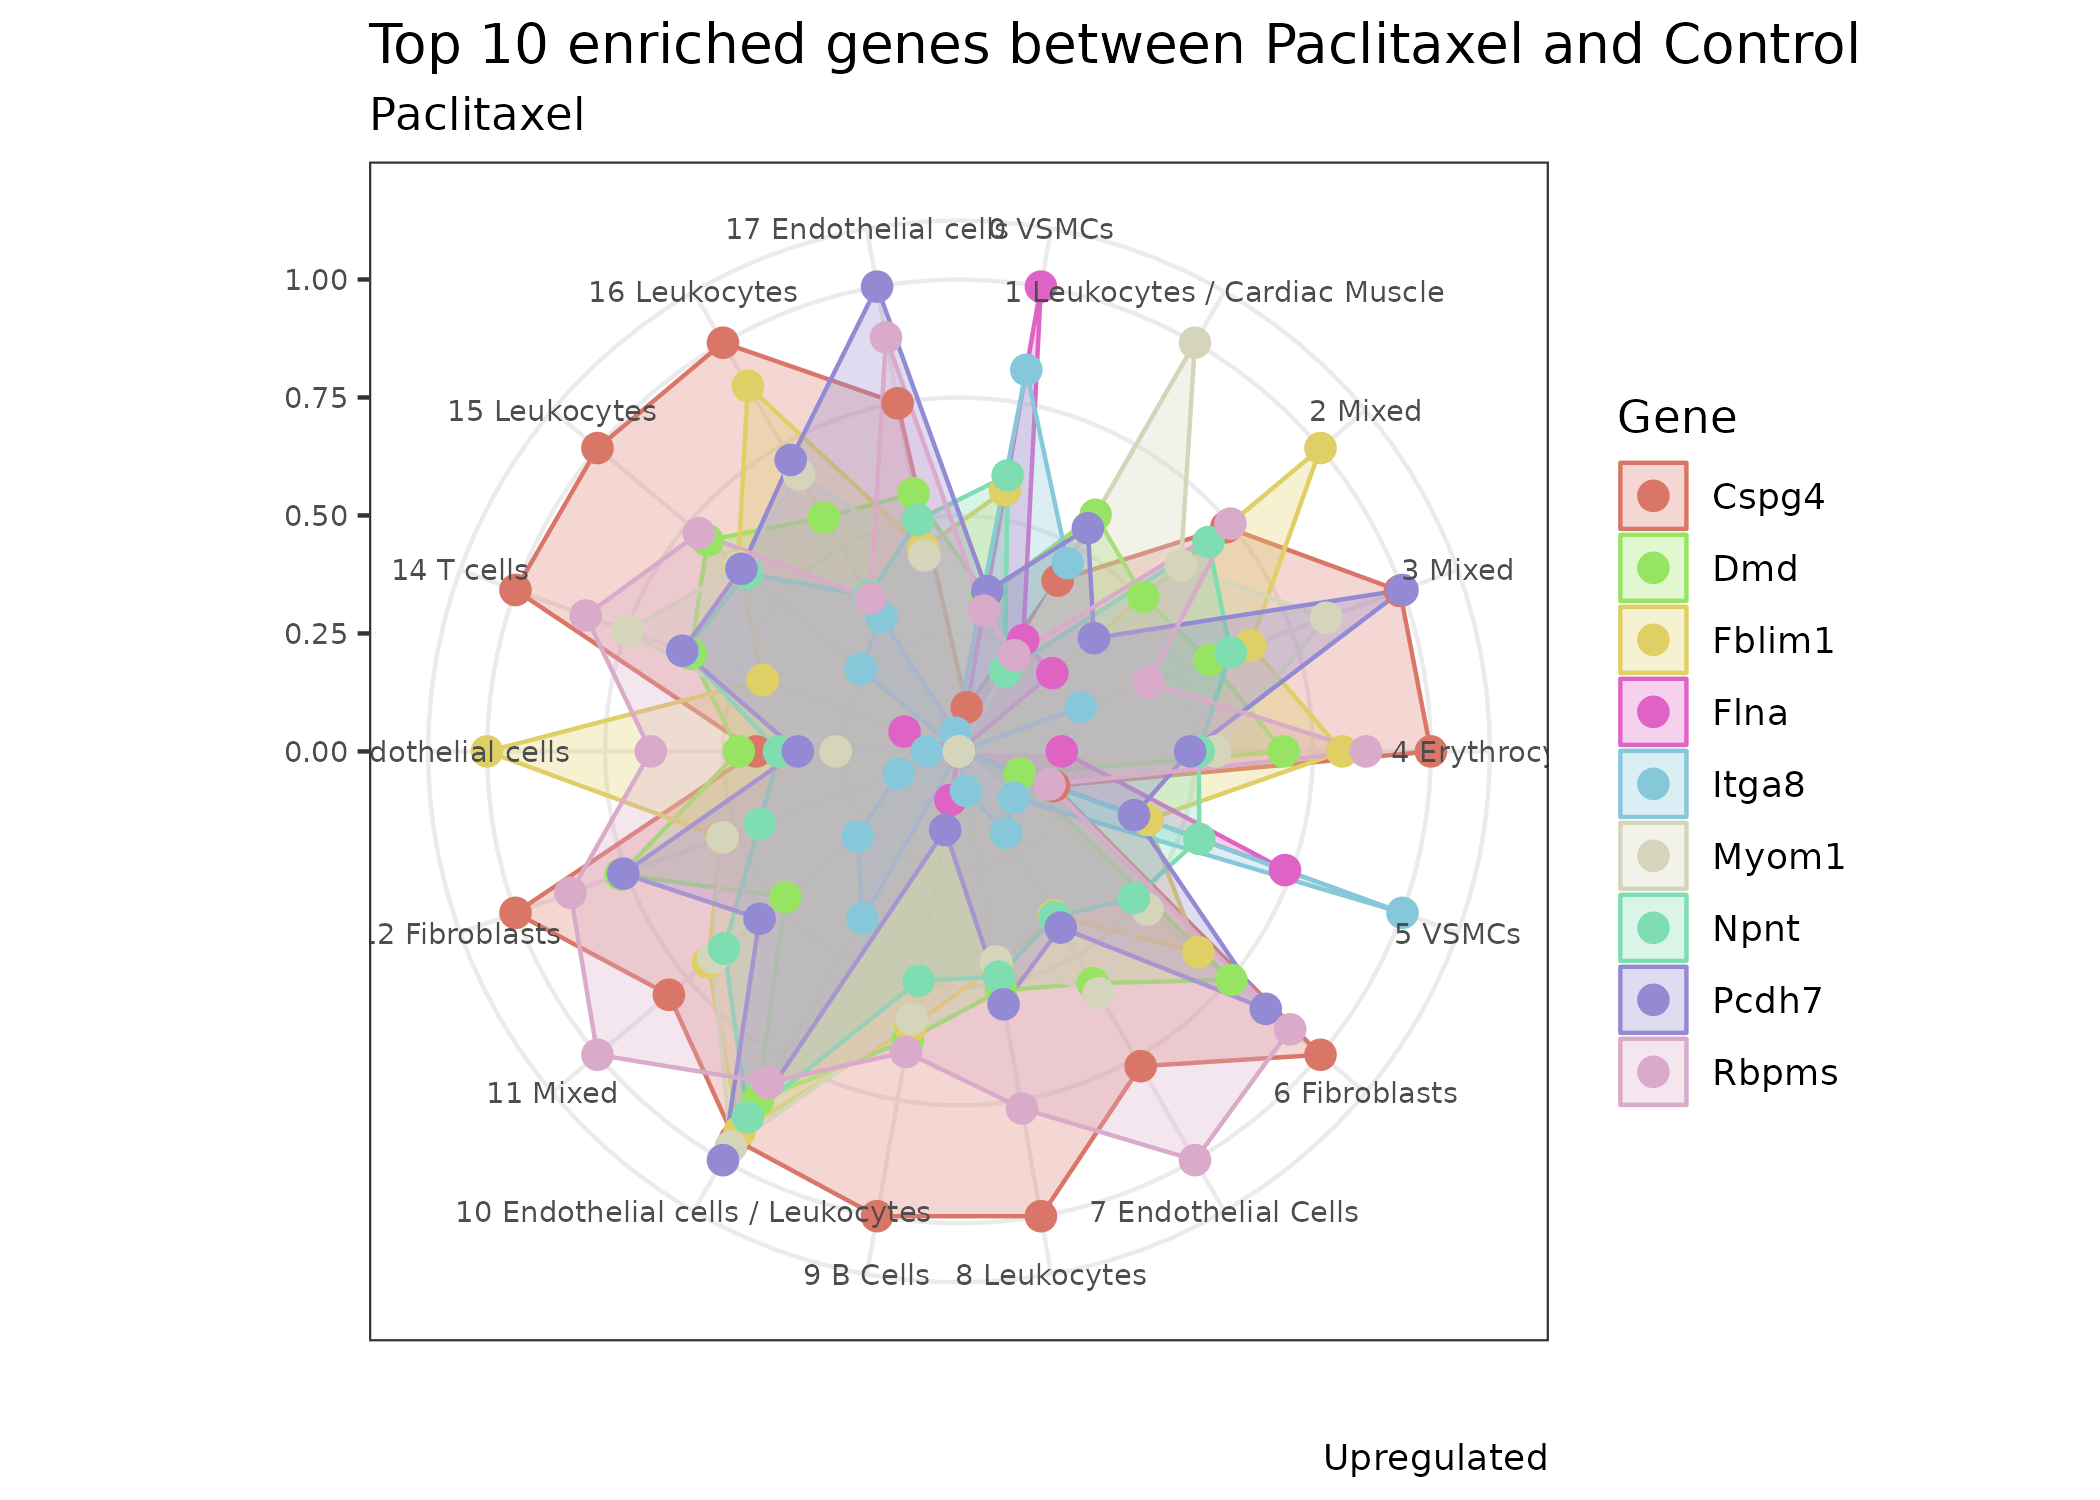 Top 10 enriched genes between Paclitaxel and Control
Paclitaxel
17 Endothelial cells
0 VSMCs
16 Leukocytes
1 Leukocytes / Cardiac Muscle
1.00
0.75
15 Leukocytes
2 Mixed
0.50
14 T cells
3 Mixed
0.25
0.00
dothelial cells
4 Erythrocy
2 Fibroblasts
5 VSMCs
11 Mixed
6 Fibroblasts
10 Endothelial cells / Leukocytes
7 Endothelial Cells
9 B Cells
8 Leukocytes
Gene
Cspg4
Dmd
Fblim1
Flna
Itga8
Myom1
Npnt
Pcdh7
Rbpms
Upregulated